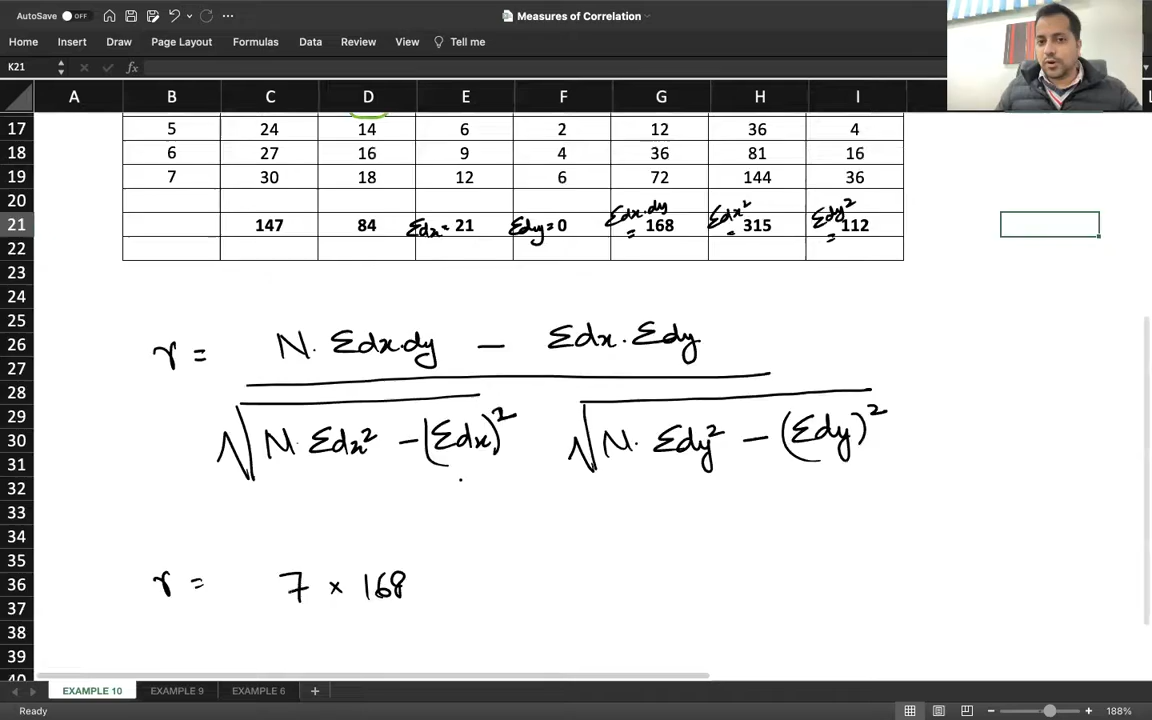 AutoSave OFF Measures of Correlation
Home Insert Draw Page Layout Formulas Data Review View Tell me
K21 fx
A B C D E F G H I L
17 5 24 14 6 2 12 36 4
18 6 27 16 9 4 36 81 16
19 7 30 18 12 6 72 144 36
20
21 147 84 Σdx = 21 Σdy = 0 Σdx.dy = 168 Σdx² = 315 Σdy² = 112
22
23
24
25
26
27
28
29
30
31
32
33
34
35
36
37
38
39
40
r = N. Σdx.dy — Σdx . Σdy
√N. Σdx² - (Σdx)² √N. Σdy² - (Σdy)²
r = 7 × 168
EXAMPLE 10 EXAMPLE 9 EXAMPLE 6 +
Ready 188%